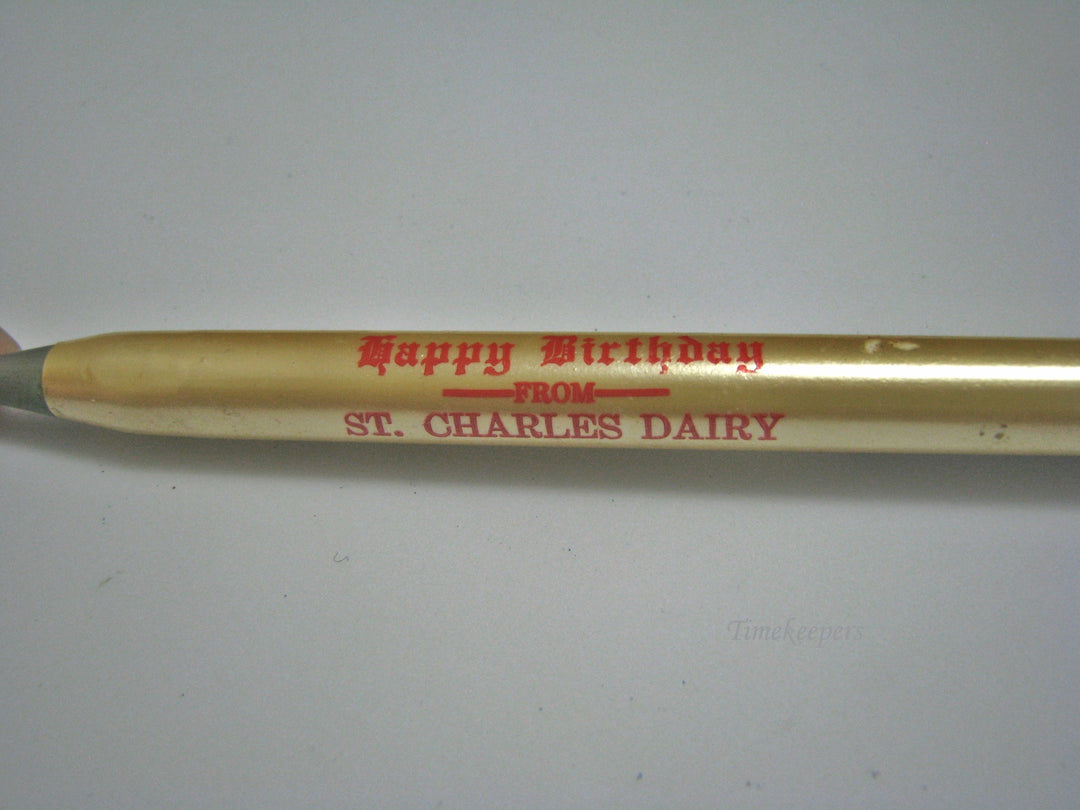 Happy Birthday
FROM
ST. CHARLES DAIRY
Timekeepers